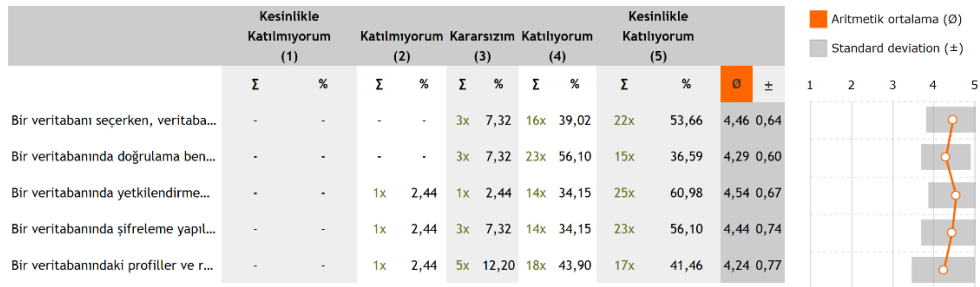 Kesinlikle Katılmıyorum (1) Katılmıyorum (2) Kararsızım (3) Katılıyorum (4) Kesinlikle Katılıyorum (5)
Σ % Σ % Σ % Σ % Σ % Ø ±
Bir veritabanı seçerken, veritaba... - - - - 3x 7,32 16x 39,02 22x 53,66 4,46 0,64
Bir veritabanında doğrulama ben... - - - - 3x 7,32 23x 56,10 15x 36,59 4,29 0,60
Bir veritabanında yetkilendirme... - - 1x 2,44 1x 2,44 14x 34,15 25x 60,98 4,54 0,67
Bir veritabanında şifreleme yapıl... - - 1x 2,44 3x 7,32 14x 34,15 23x 56,10 4,44 0,74
Bir veritabanındaki profiller ve r... - - 1x 2,44 5x 12,20 18x 43,90 17x 41,46 4,24 0,77
Aritmetik ortalama (Ø)
Standard deviation (±)
1 2 3 4 5